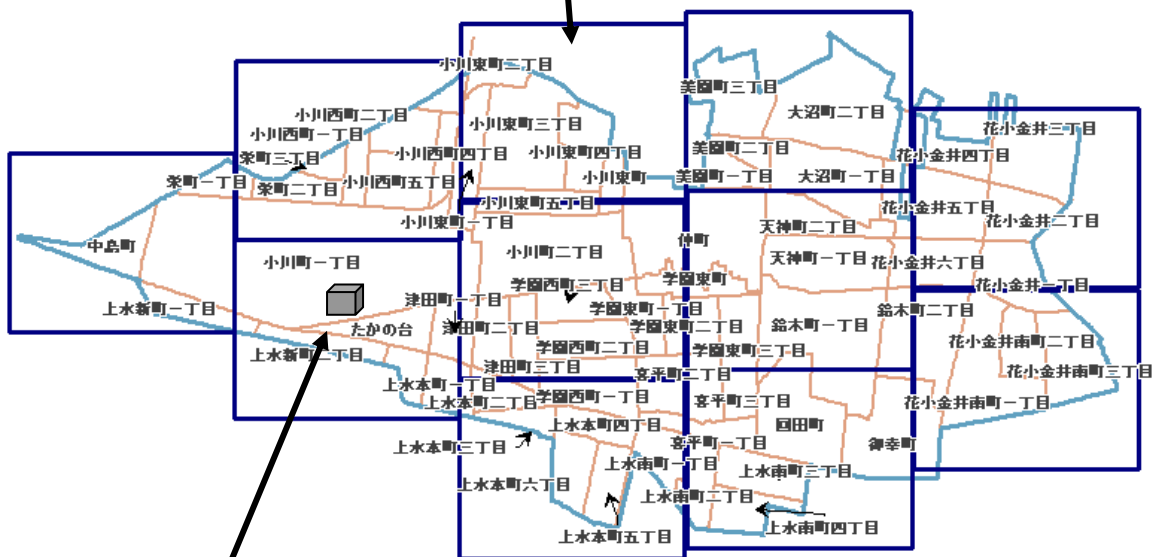 小川東町二丁目
美園町三丁目
小川西町二丁目
大沼町二丁目
小川西町一丁目
小川東町三丁目
花小金井三丁目
栄町三丁目
小川西町四丁目
小川東町四丁目
美園町二丁目
花小金井四丁目
栄町一丁目
栄町二丁目
小川西町五丁目
小川東町
美園町一丁目
大沼町一丁目
小川東町五丁目
花小金井五丁目
小川東町一丁目
天神町二丁目
花小金井二丁目
中島町
小川町二丁目
仲町
小川町一丁目
天神町一丁目
花小金井六丁目
学園西町三丁目
学園東町
花小金井一丁目
上水新町一丁目
津田町一丁目
学園東町一丁目
鈴木町二丁目
たかの台
津田町二丁目
学園東町二丁目
鈴木町一丁目
上水新町二丁目
学園西町二丁目
学園東町三丁目
花小金井南町二丁目
津田町三丁目
喜平町二丁目
花小金井南町三丁目
上水本町一丁目
上水本町二丁目
学園西町一丁目
喜平町三丁目
花小金井南町一丁目
上水本町四丁目
回田町
上水本町三丁目
喜平町一丁目
御幸町
上水南町一丁目
上水南町三丁目
上水本町六丁目
上水南町二丁目
上水本町五丁目
上水南町四丁目